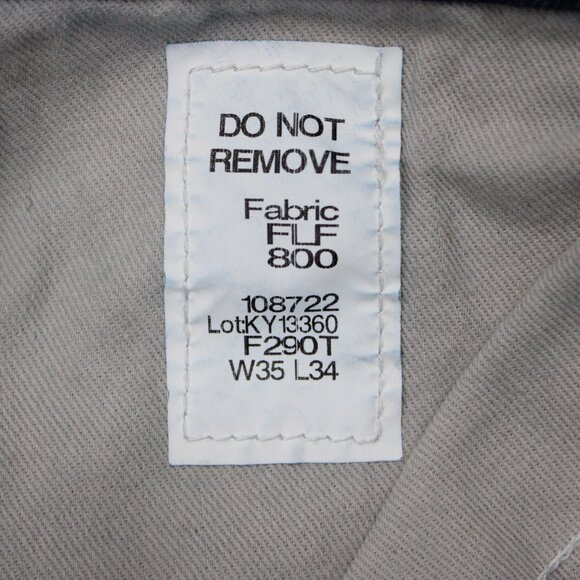 DO NOT
REMOVE
Fabric
FLF
800
108722
Lot:KY13360
F290T
W35 L34